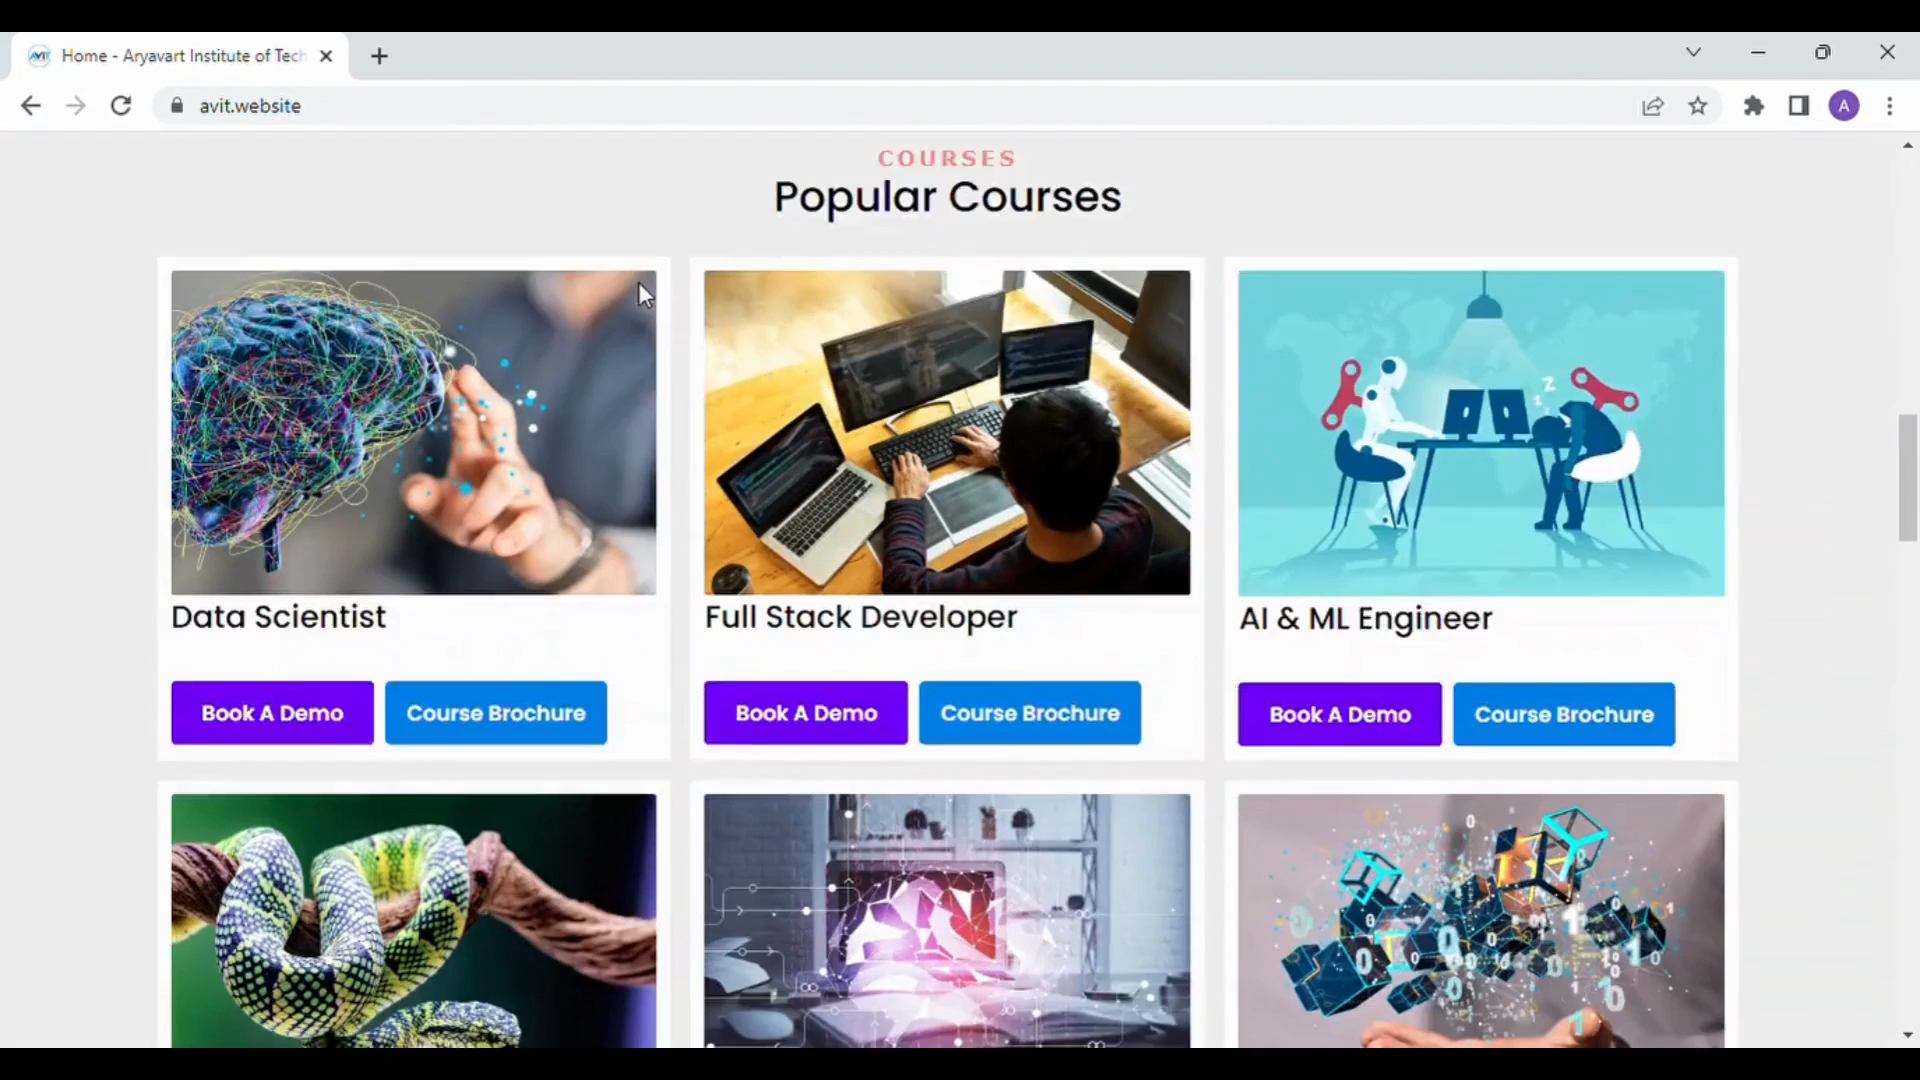 Home - Aryavart Institute of Tech
avit.website
A
COURSES
Popular Courses
Data Scientist
Full Stack Developer
AI & ML Engineer
Book A Demo
Course Brochure
Book A Demo
Course Brochure
Book A Demo
Course Brochure